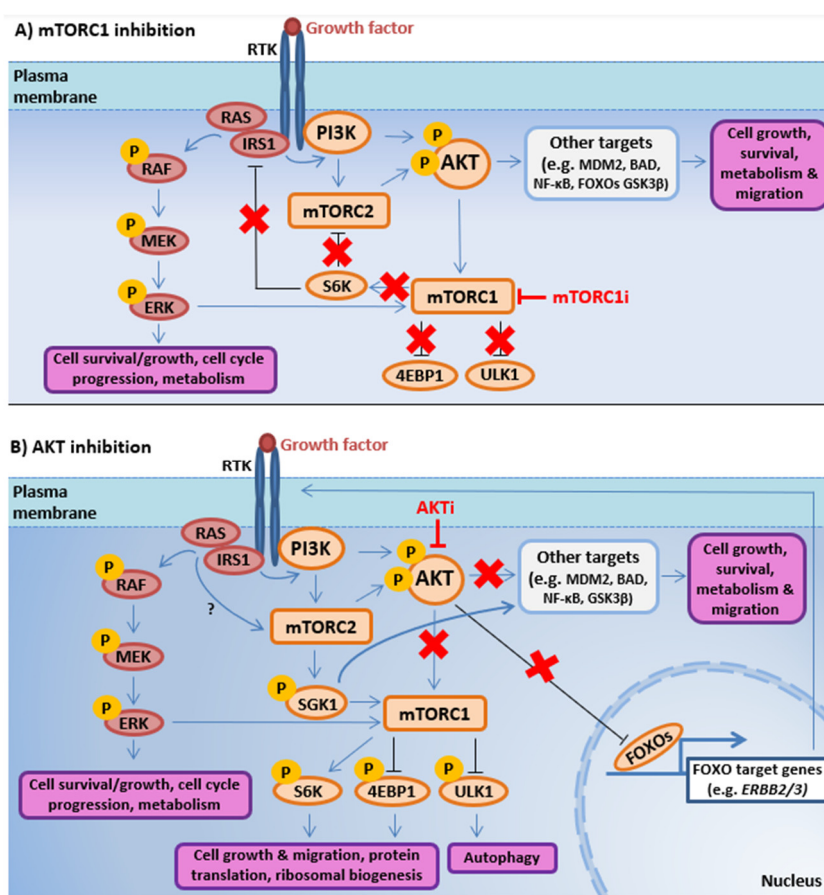 A) mTORC1 inhibition
Growth factor
RTK
Plasma
membrane
RAS
IRS1
PI3K
P
P
AKT
Other targets
(e.g. MDM2, BAD,
NF-κB, FOXOs GSK3β)
Cell growth,
survival,
metabolism &
migration
P
RAF
mTORC2
P
MEK
S6K
P
ERK
mTORC1
mTORC1i
Cell survival/growth, cell cycle
progression, metabolism
4EBP1
ULK1
B) AKT inhibition
Growth factor
RTK
Plasma
membrane
AKTi
RAS
IRS1
PI3K
P
P
AKT
Other targets
(e.g. MDM2, BAD,
NF-κB, GSK3β)
Cell growth,
survival,
metabolism &
migration
P
RAF
?
mTORC2
P
MEK
P
SGK1
P
ERK
mTORC1
FOXOs
FOXO target genes
(e.g. ERBB2/3)
Cell survival/growth, cell cycle
progression, metabolism
P
S6K
P
4EBP1
P
ULK1
Cell growth & migration, protein
translation, ribosomal biogenesis
Autophagy
Nucleus